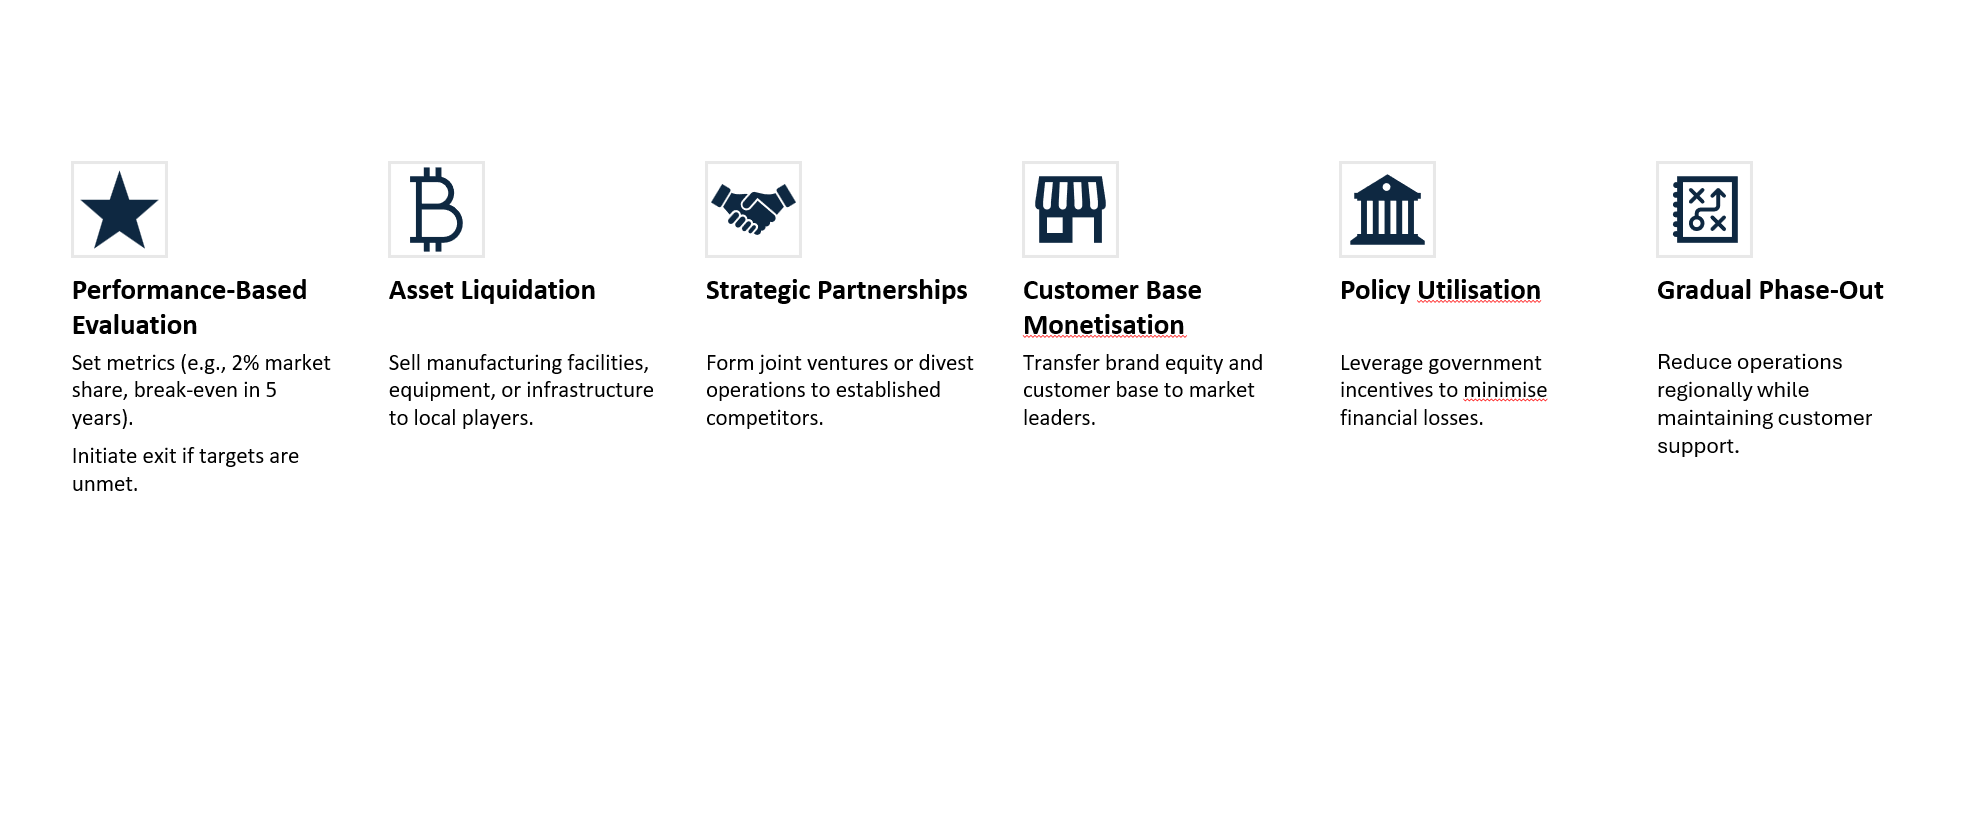 Performance-Based
Evaluation
Set metrics (e.g., 2% market
share, break-even in 5
years).
Initiate exit if targets are
unmet.
Asset Liquidation
Sell manufacturing facilities,
equipment, or infrastructure
to local players.
Strategic Partnerships
Form joint ventures or divest
operations to established
competitors.
Customer Base
Monetisation
Transfer brand equity and
customer base to market
leaders.
Policy Utilisation
Leverage government
incentives to minimise
financial losses.
Gradual Phase-Out
Reduce operations
regionally while
maintaining customer
support.